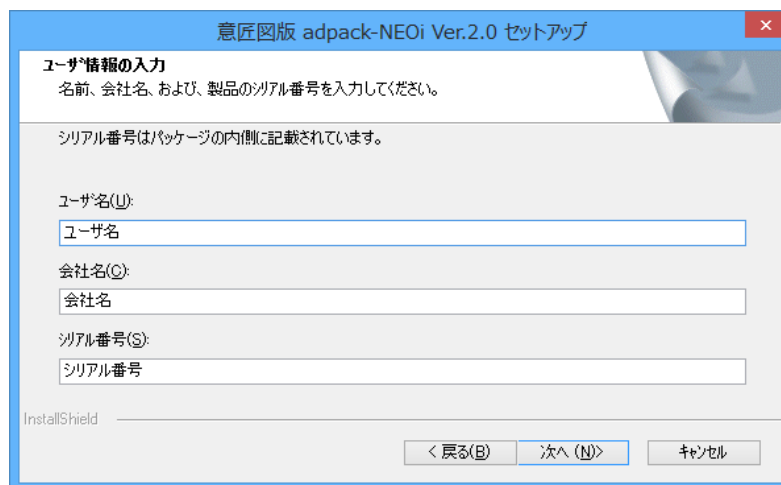 意匠図版 adpack-NEOi Ver.2.0 セットアップ
ユーザ情報の入力
名前、会社名、および、製品のシリアル番号を入力してください。
シリアル番号はパッケージの内側に記載されています。
ユーザ名(U):
ユーザ名
会社名(C):
会社名
シリアル番号(S):
シリアル番号
InstallShield
< 戻る(B) 次へ (N)> キャンセル